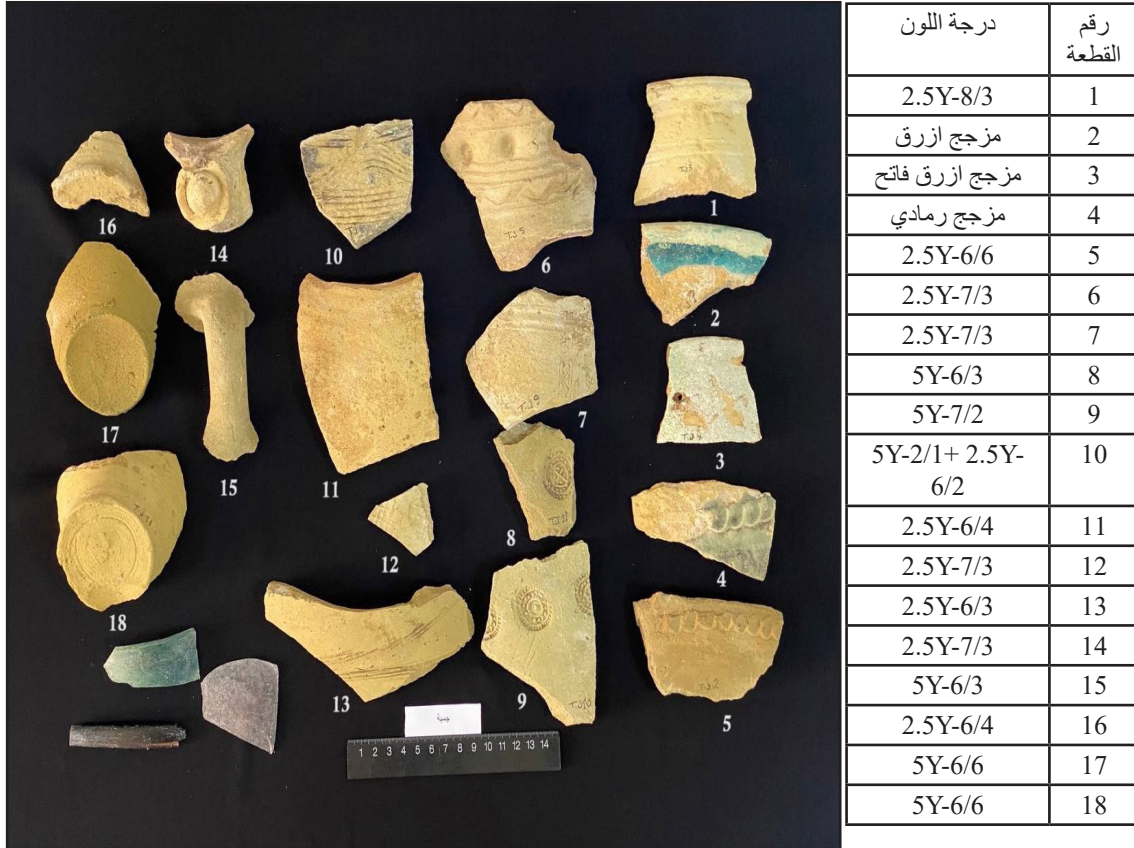 درجة اللون
رقم
القطعة
2.5Y-8/3 1
مزجج ازرق 2
مزجج ازرق فاتح 3
مزجج رمادي 4
2.5Y-6/6 5
2.5Y-7/3 6
2.5Y-7/3 7
5Y-6/3 8
5Y-7/2 9
5Y-2/1+ 2.5Y-
6/2 10
2.5Y-6/4 11
2.5Y-7/3 12
2.5Y-6/3 13
2.5Y-7/3 14
5Y-6/3 15
2.5Y-6/4 16
5Y-6/6 17
5Y-6/6 18
16
14
10
6
1
2
17
15
11
7
3
12
8
4
18
13
9
5
1 2 3 4 5 6 7 8 9 10 11 12 13 14